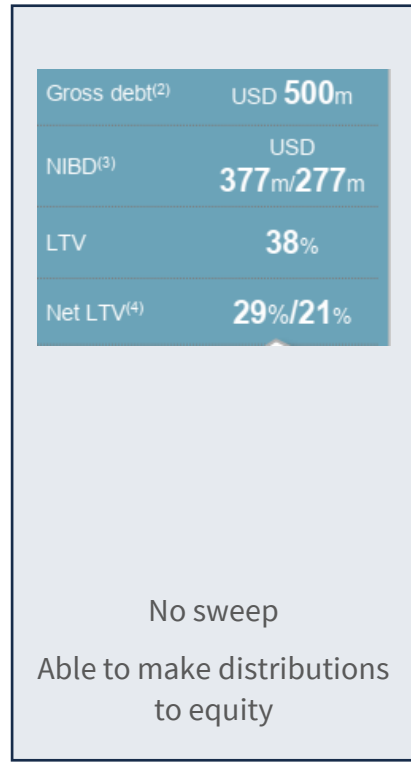 Gross debt(2) USD 500m
USD
NIBD(3) 377m/277m
LTV 38%
Net LTV(4) 29%/21%
No sweep
Able to make distributions
to equity